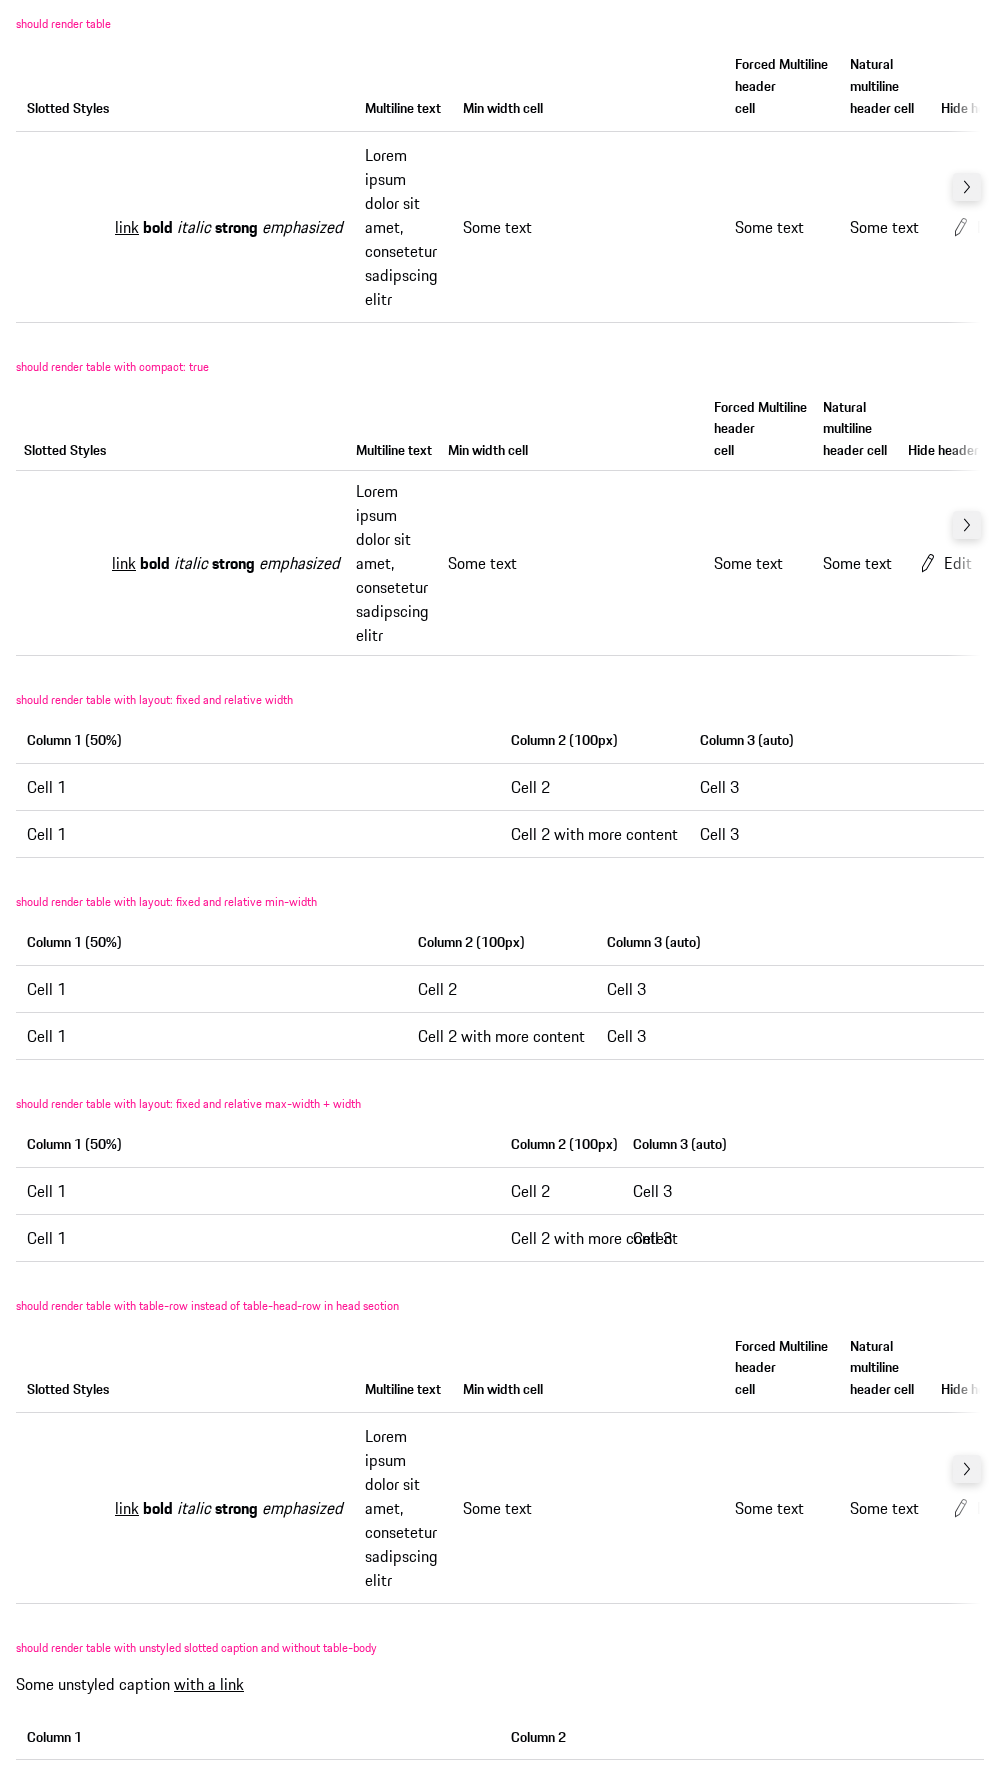 should render table
Slotted Styles Multiline text Min width cell Forced Multiline header cell Natural multiline header cell Hide h
link bold italic strong emphasized Lorem ipsum dolor sit amet, consetetur sadipscing elitr Some text Some text Some text
should render table with compact: true
Slotted Styles Multiline text Min width cell Forced Multiline header cell Natural multiline header cell Hide header
link bold italic strong emphasized Lorem ipsum dolor sit amet, consetetur sadipscing elitr Some text Some text Some text Edit
should render table with layout: fixed and relative width
Column 1 (50%) Column 2 (100px) Column 3 (auto)
Cell 1 Cell 2 Cell 3
Cell 1 Cell 2 with more content Cell 3
should render table with layout: fixed and relative min-width
Column 1 (50%) Column 2 (100px) Column 3 (auto)
Cell 1 Cell 2 Cell 3
Cell 1 Cell 2 with more content Cell 3
should render table with layout: fixed and relative max-width + width
Column 1 (50%) Column 2 (100px) Column 3 (auto)
Cell 1 Cell 2 Cell 3
Cell 1 Cell 2 with more content Cell 3
should render table with table-row instead of table-head-row in head section
Slotted Styles Multiline text Min width cell Forced Multiline header cell Natural multiline header cell Hide h
link bold italic strong emphasized Lorem ipsum dolor sit amet, consetetur sadipscing elitr Some text Some text Some text
should render table with unstyled slotted caption and without table-body
Some unstyled caption with a link
Column 1 Column 2